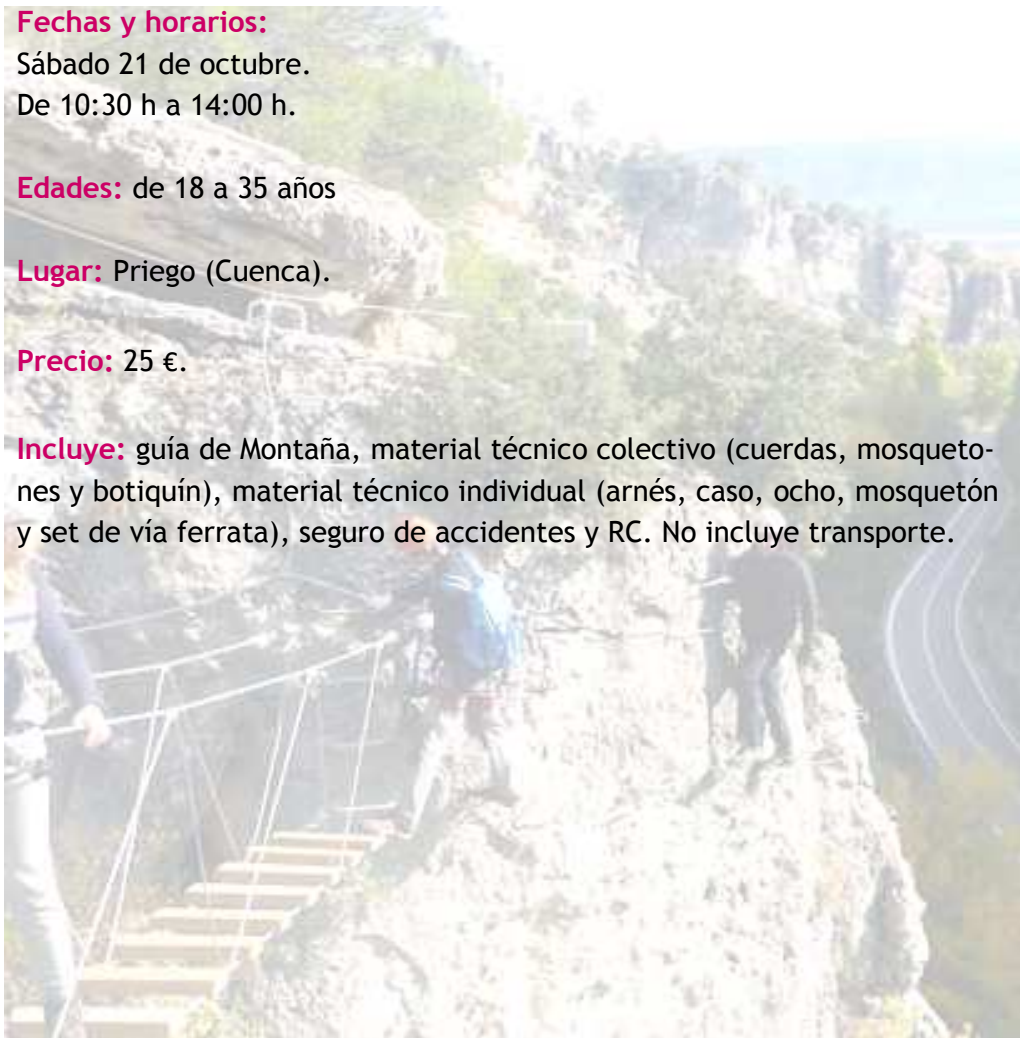 Fechas y horarios:
Sábado 21 de octubre.
De 10:30 h a 14:00 h.
Edades: de 18 a 35 años
Lugar: Priego (Cuenca).
Precio: 25 €.
Incluye: guía de Montaña, material técnico colectivo (cuerdas, mosqueto-
nes y botiquín), material técnico individual (arnés, caso, ocho, mosquetón
y set de vía ferrata), seguro de accidentes y RC. No incluye transporte.